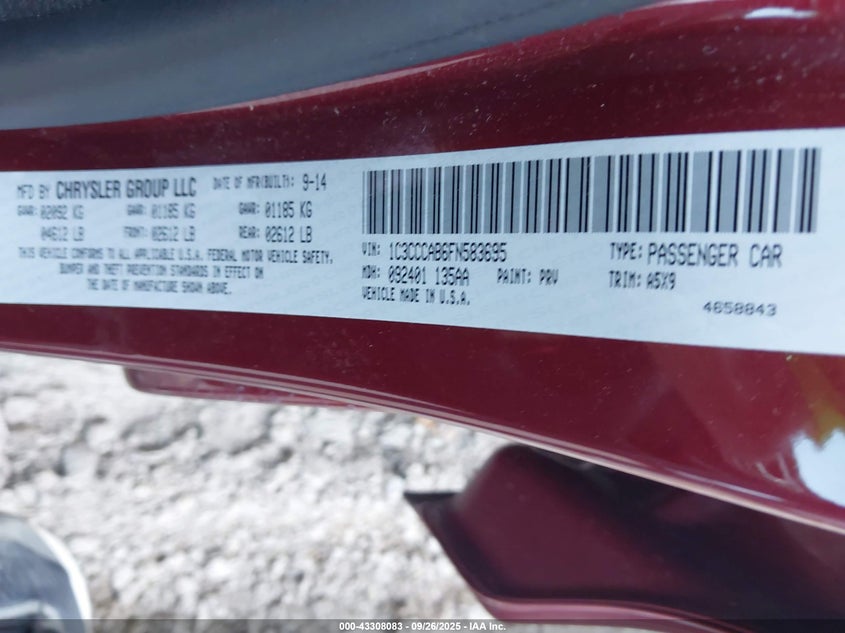 MFD BY CHRYSLER GROUP LLC DATE OF MFR(BUILT): 9-14
GVWR: 02092 KG GAWR: 01185 KG GAWR: 01185 KG
04612 LB FRONT: 02612 LB REAR: 02612 LB
THIS VEHICLE CONFORMS TO ALL APPLICABLE U.S.A. FEDERAL MOTOR VEHICLE SAFETY,
BUMPER AND THEFT STANDARDS IN EFFECT ON
THE DATE OF MANUFACTURE SHOWN ABOVE.
VIN: 1C3CCCAB6FN583695 TYPE: PASSENGER CAR
MDH: 092401 135AA PAINT: PRV TRIM: A5X9
VEHICLE MADE IN U.S.A.
4658843
000-43308083 - 09/26/2025 - IAA Inc.